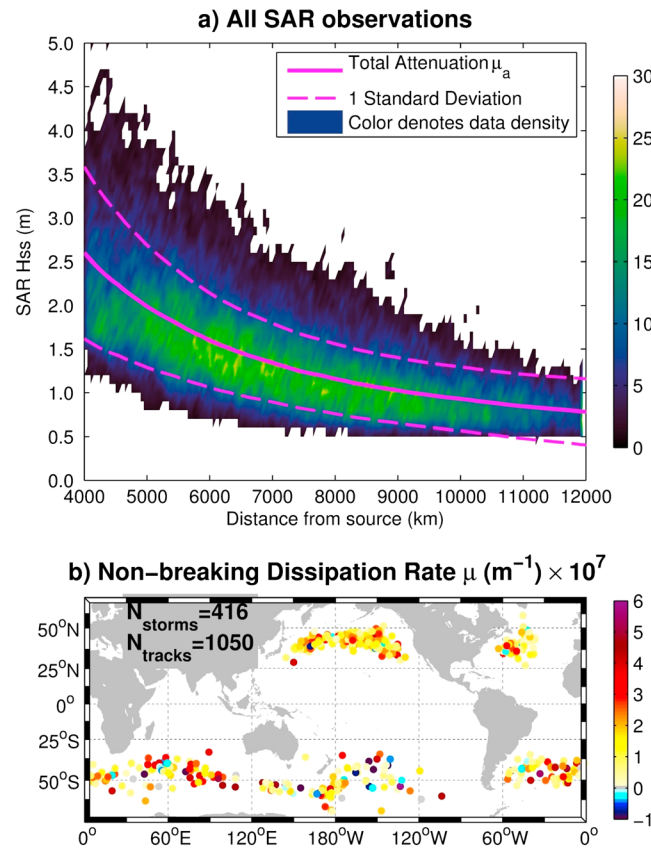 a) All SAR observations
5.0
4.5
4.0
3.5
3.0
2.5
2.0
1.5
1.0
0.5
0.0
SAR Hss (m)
Total Attenuation μa
1 Standard Deviation
Color denotes data density
30
25
20
15
10
5
0
4000 5000 6000 7000 8000 9000 10000 11000 12000
Distance from source (km)
b) Non−breaking Dissipation Rate μ (m⁻¹) × 10⁷
Nstorms=416
Ntracks=1050
50°N
25°N
0°
25°S
50°S
0° 60°E 120°E 180°W 120°W 60°W 0°
6
5
4
3
2
1
0
−1